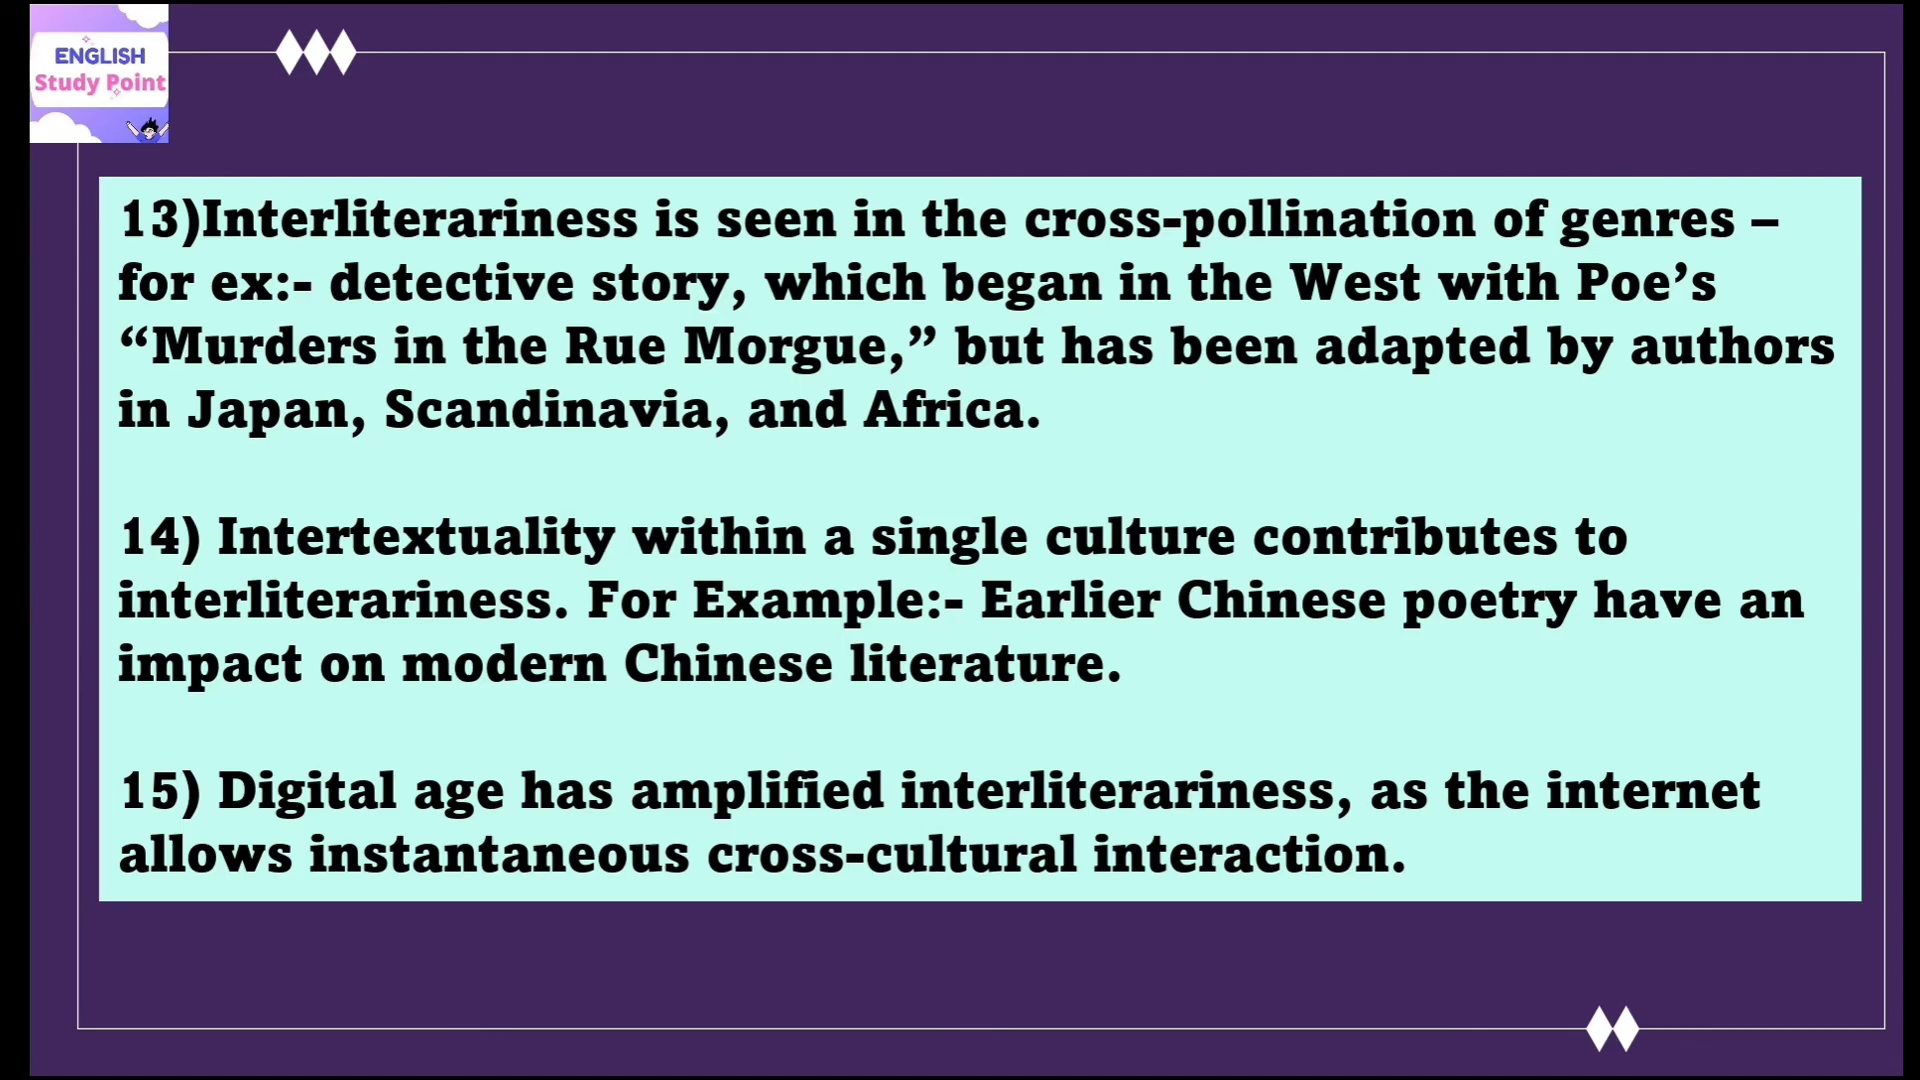 ENGLISH
Study Point
13)Interliterariness is seen in the cross-pollination of genres –
for ex:- detective story, which began in the West with Poe’s
“Murders in the Rue Morgue,” but has been adapted by authors
in Japan, Scandinavia, and Africa.
14) Intertextuality within a single culture contributes to
interliterariness. For Example:- Earlier Chinese poetry have an
impact on modern Chinese literature.
15) Digital age has amplified interliterariness, as the internet
allows instantaneous cross-cultural interaction.